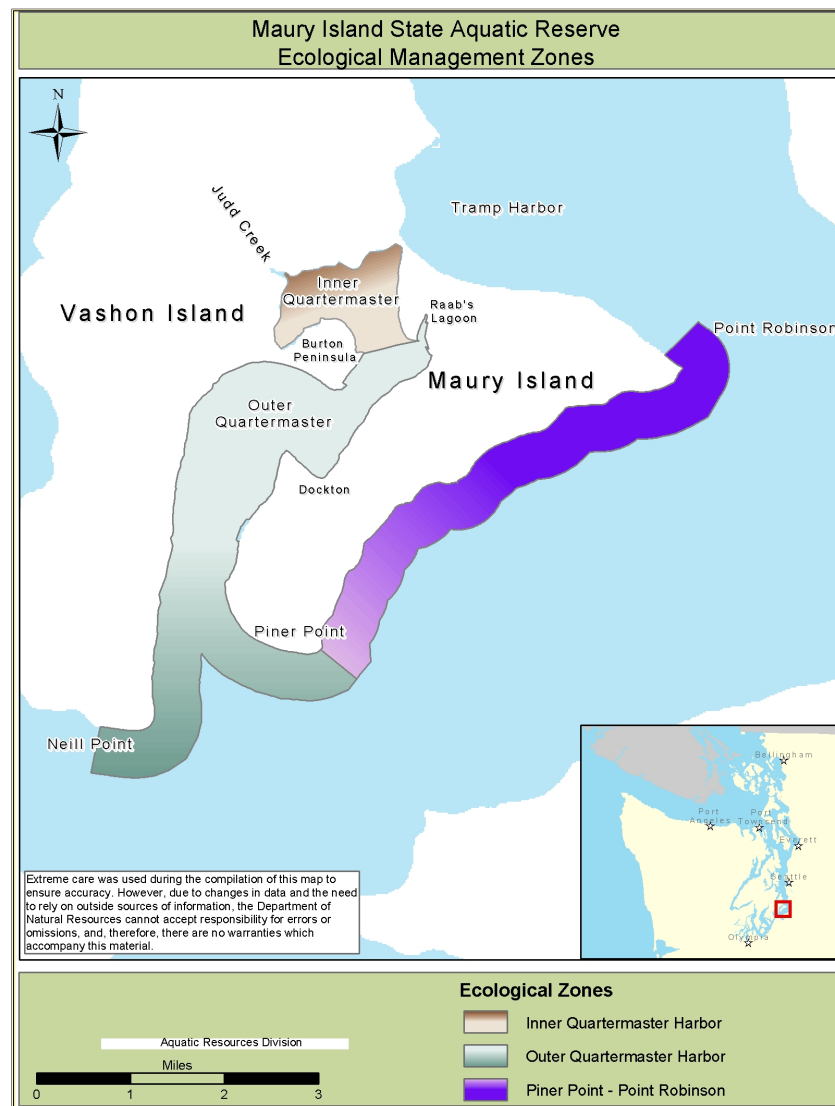 Maury Island State Aquatic Reserve
Ecological Management Zones
N
Judd Creek
Tramp Harbor
Inner
Quartermaster
Vashon Island
Raab's
Lagoon
Point Robinson
Burton
Peninsula
Maury Island
Outer
Quartermaster
Dockton
Piner Point
Neill Point
Bellingham
Port
Angeles
Port
Townsend
Everett
Seattle
Olympia
Extreme care was used during the compilation of this map to
ensure accuracy. However, due to changes in data and the need
to rely on outside sources of information, the Department of
Natural Resources cannot accept responsibility for errors or
omissions, and, therefore, there are no warranties which
accompany this material.
Ecological Zones
Inner Quartermaster Harbor
Aquatic Resources Division
Outer Quartermaster Harbor
Miles
Piner Point - Point Robinson
0 1 2 3